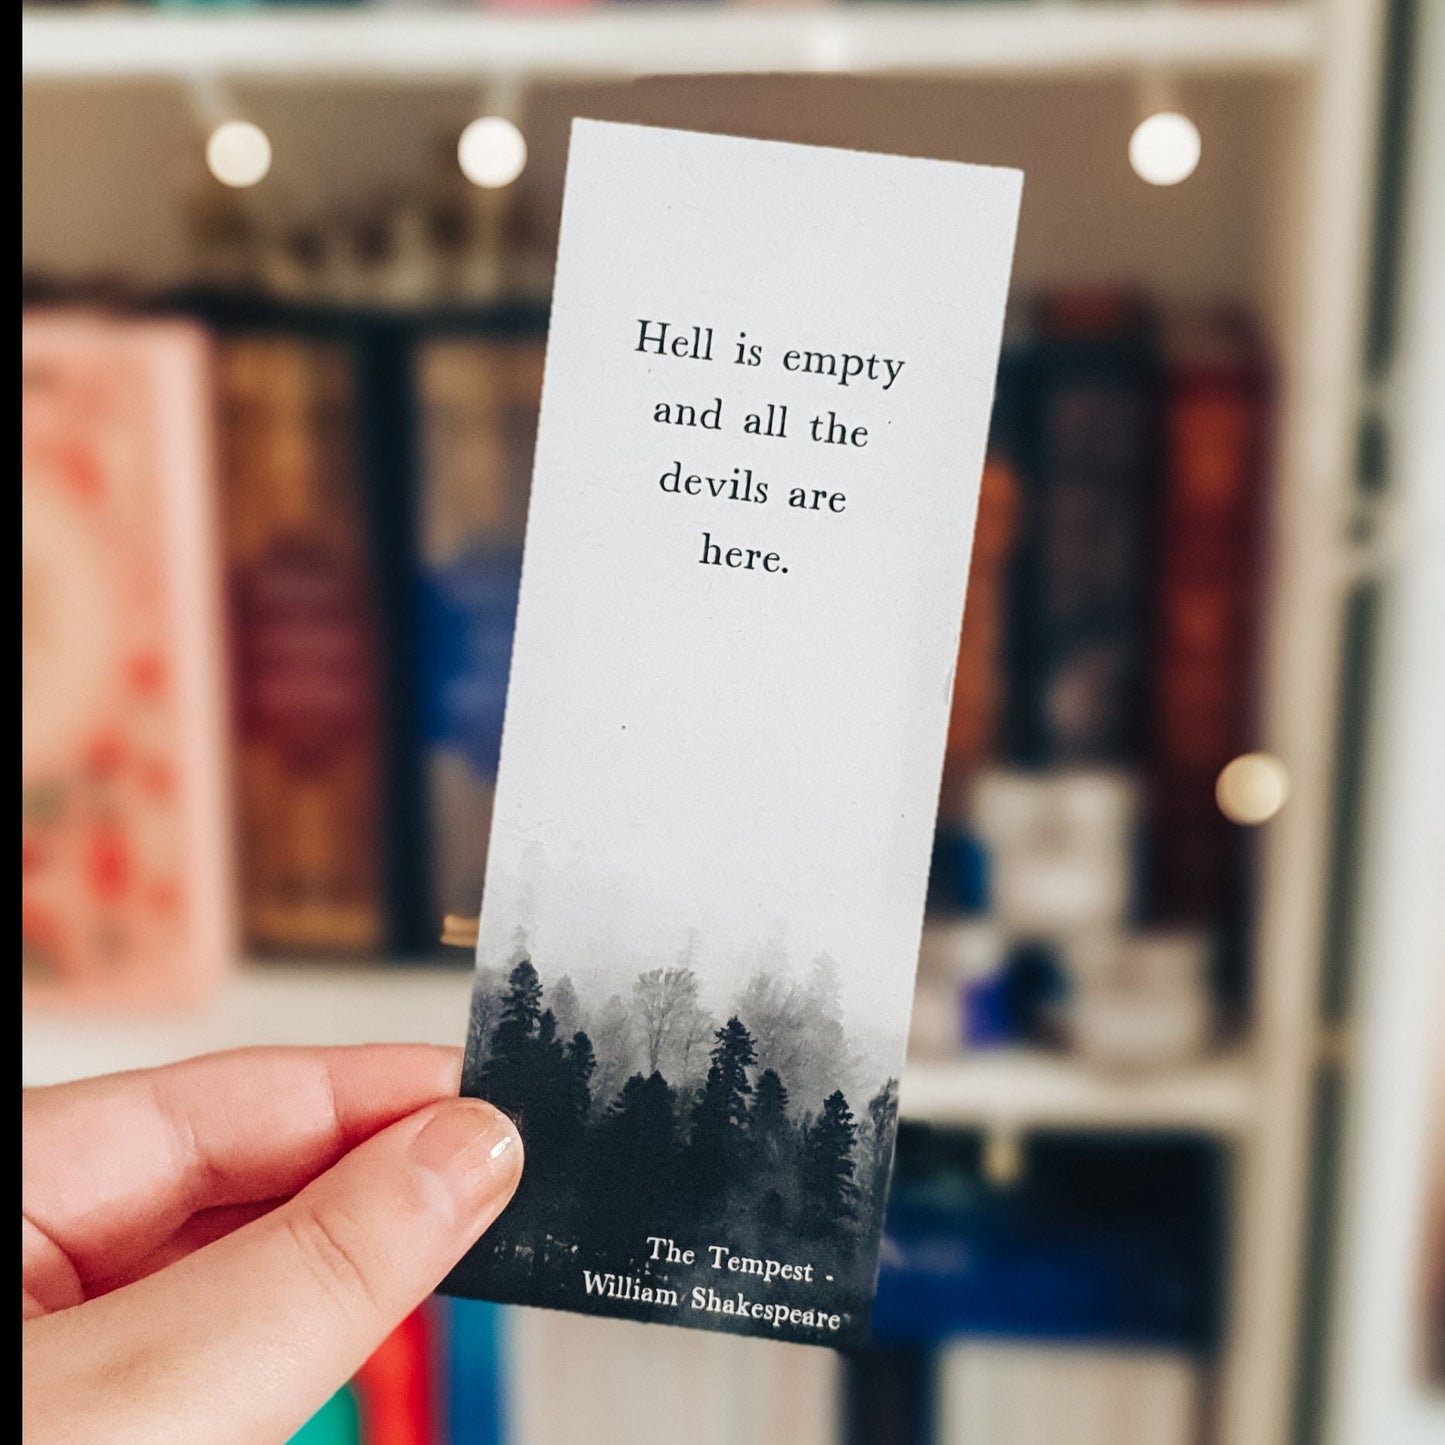 Hell is empty
and all the
devils are
here.
The Tempest -
William Shakespeare